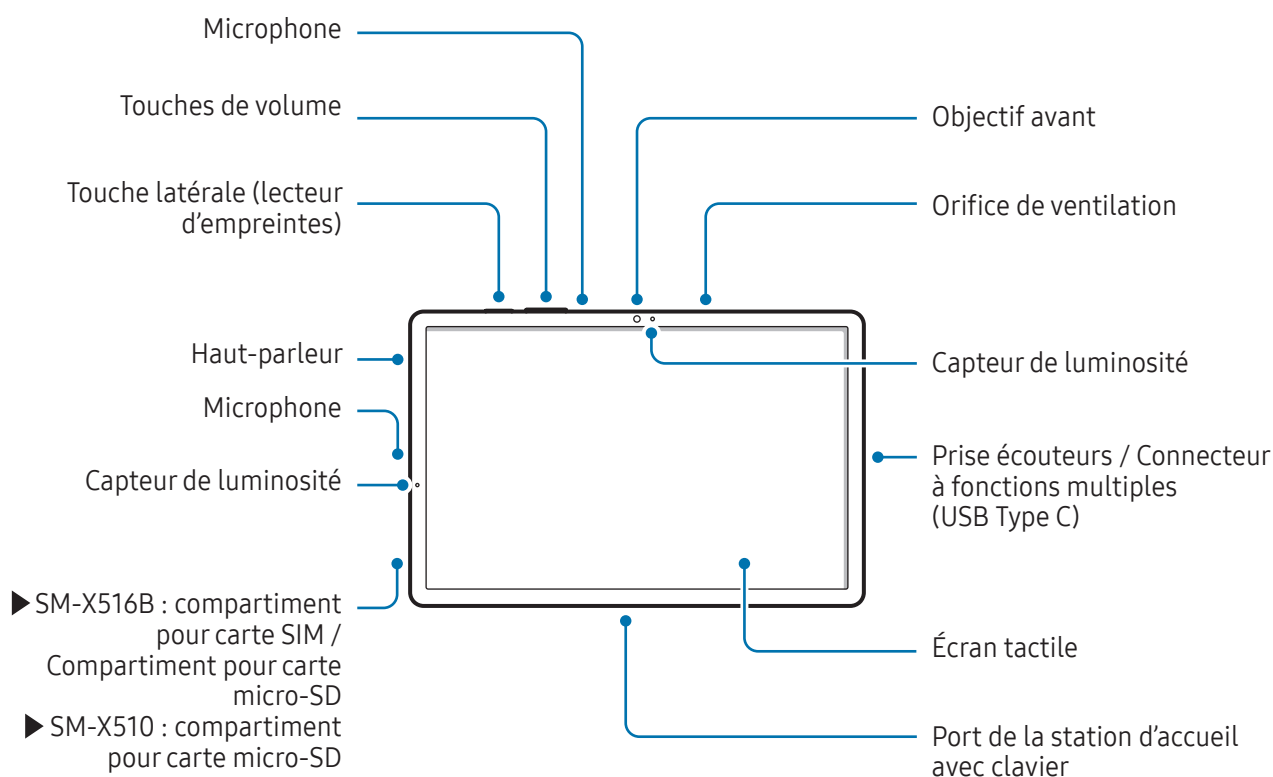 Microphone
Touches de volume
Touche latérale (lecteur
d'empreintes)
Haut-parleur
Microphone
Capteur de luminosité
▶ SM-X516B : compartiment
pour carte SIM /
Compartiment pour carte
micro-SD
▶ SM-X510 : compartiment
pour carte micro-SD
Objectif avant
Orifice de ventilation
Capteur de luminosité
Prise écouteurs / Connecteur
à fonctions multiples
(USB Type C)
Écran tactile
Port de la station d'accueil
avec clavier